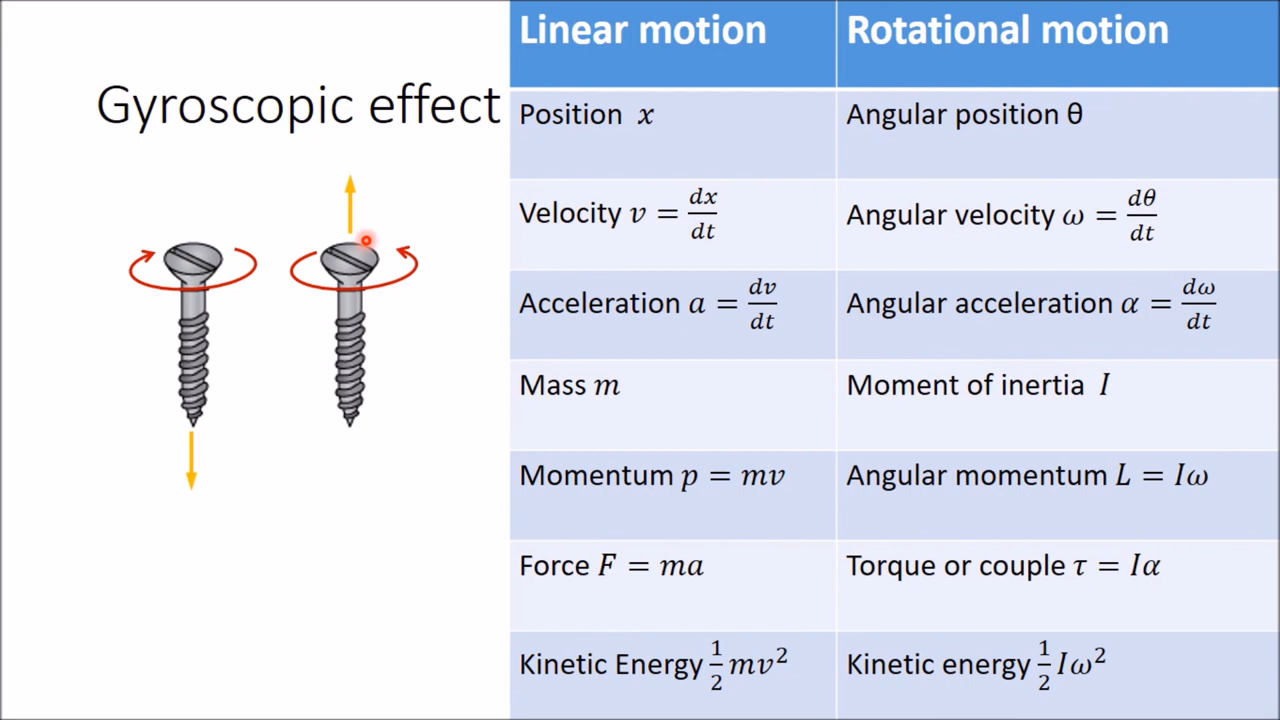 Gyroscopic effect
Linear motion
Rotational motion
Position x
Angular position θ
Velocity v = dx/dt
Angular velocity ω = dθ/dt
Acceleration a = dv/dt
Angular acceleration α = dω/dt
Mass m
Moment of inertia I
Momentum p = mv
Angular momentum L = Iω
Force F = ma
Torque or couple τ = Iα
Kinetic Energy 1/2 mv²
Kinetic energy 1/2 Iω²